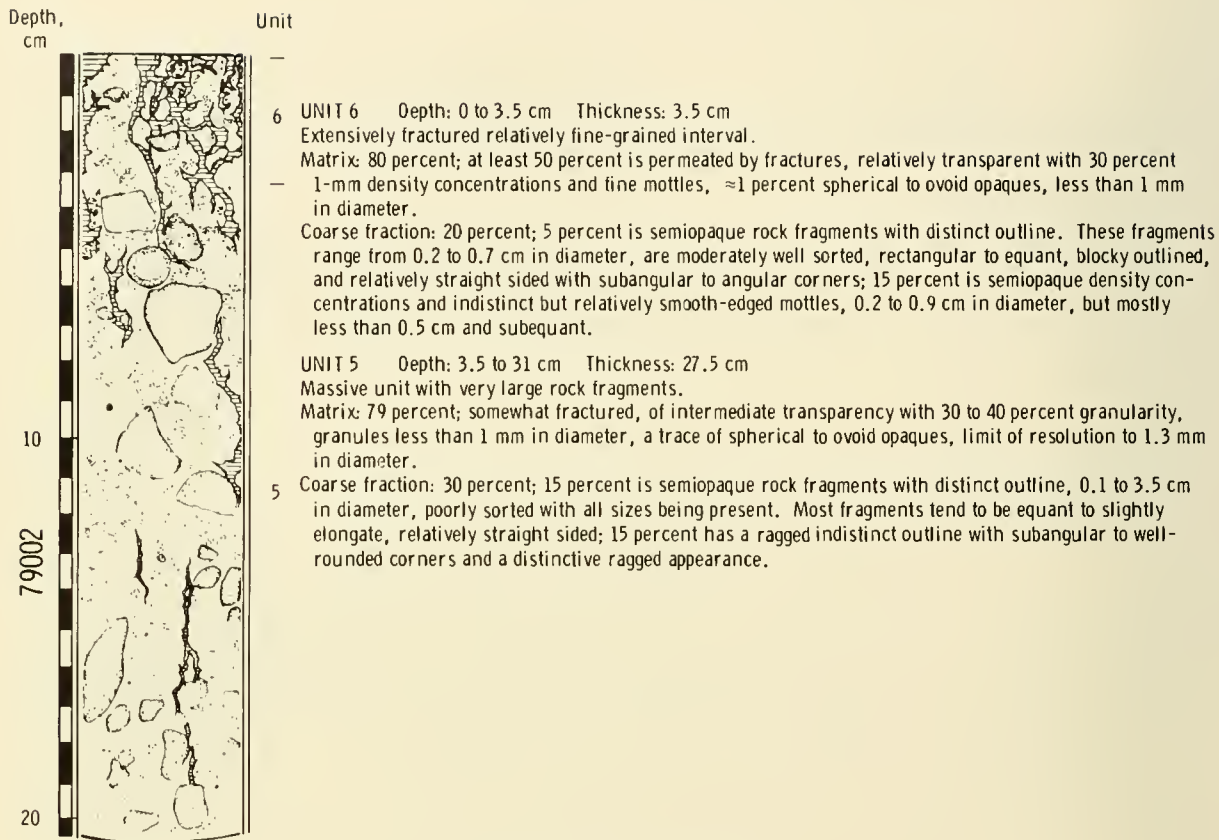 Depth,
cm
Unit
6 UNIT 6 Depth: 0 to 3.5 cm Thickness: 3.5 cm
Extensively fractured relatively fine-grained interval.
Matrix: 80 percent; at least 50 percent is permeated by fractures, relatively transparent with 30 percent
1-mm density concentrations and fine mottles, ≈1 percent spherical to ovoid opaques, less than 1 mm
in diameter.
Coarse fraction: 20 percent; 5 percent is semiopaque rock fragments with distinct outline. These fragments
range from 0.2 to 0.7 cm in diameter, are moderately well sorted, rectangular to equant, blocky outlined,
and relatively straight sided with subangular to angular corners; 15 percent is semiopaque density con-
centrations and indistinct but relatively smooth-edged mottles, 0.2 to 0.9 cm in diameter, but mostly
less than 0.5 cm and subequant.
UNIT 5 Depth: 3.5 to 31 cm Thickness: 27.5 cm
Massive unit with very large rock fragments.
Matrix: 79 percent; somewhat fractured, of intermediate transparency with 30 to 40 percent granularity,
granules less than 1 mm in diameter, a trace of spherical to ovoid opaques, limit of resolution to 1.3 mm
in diameter.
5 Coarse fraction: 30 percent; 15 percent is semiopaque rock fragments with distinct outline, 0.1 to 3.5 cm
in diameter, poorly sorted with all sizes being present. Most fragments tend to be equant to slightly
elongate, relatively straight sided; 15 percent has a ragged indistinct outline with subangular to well-
rounded corners and a distinctive ragged appearance.
10
79002
20